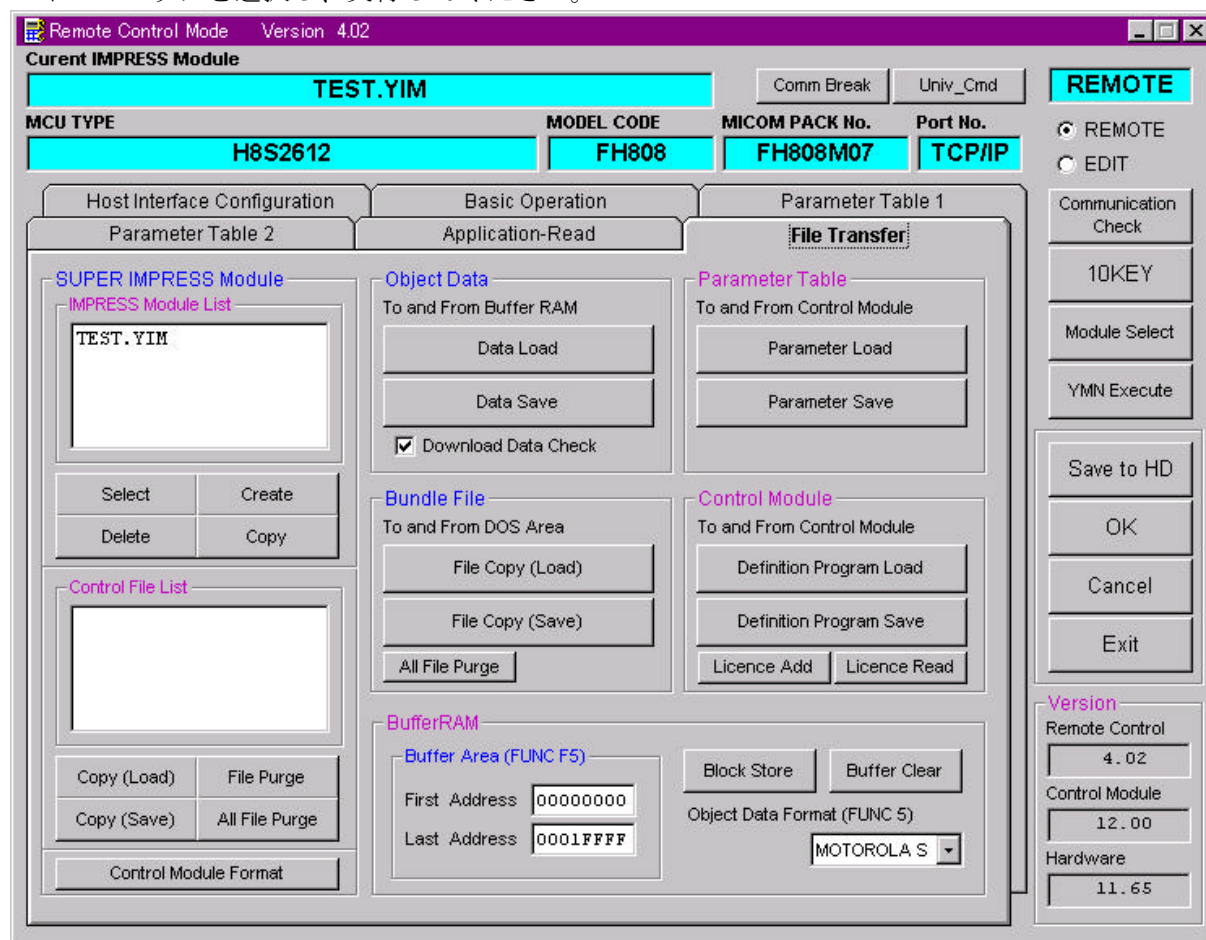 Remote Control Mode Version 4.02
Curent IMPRESS Module
TEST.YIM
Comm Break
Univ_Cmd
REMOTE
MCU TYPE
MODEL CODE
MICOM PACK No.
Port No.
H8S2612
FH808
FH808M07
TCP/IP
REMOTE
EDIT
Host Interface Configuration
Basic Operation
Parameter Table 1
Parameter Table 2
Application-Read
File Transfer
Communication
Check
10KEY
Module Select
YMN Execute
Save to HD
OK
Cancel
Exit
SUPER IMPRESS Module
IMPRESS Module List
TEST.YIM
Select
Create
Delete
Copy
Control File List
Copy (Load)
File Purge
Copy (Save)
All File Purge
Control Module Format
Object Data
To and From Buffer RAM
Data Load
Data Save
Download Data Check
Parameter Table
To and From Control Module
Parameter Load
Parameter Save
Bundle File
To and From DOS Area
File Copy (Load)
File Copy (Save)
All File Purge
Control Module
To and From Control Module
Definition Program Load
Definition Program Save
Licence Add
Licence Read
BufferRAM
Buffer Area (FUNC F5)
First Address 00000000
Last Address 0001FFFF
Block Store
Buffer Clear
Object Data Format (FUNC 5)
MOTOROLA S
Version
Remote Control
4.02
Control Module
12.00
Hardware
11.65